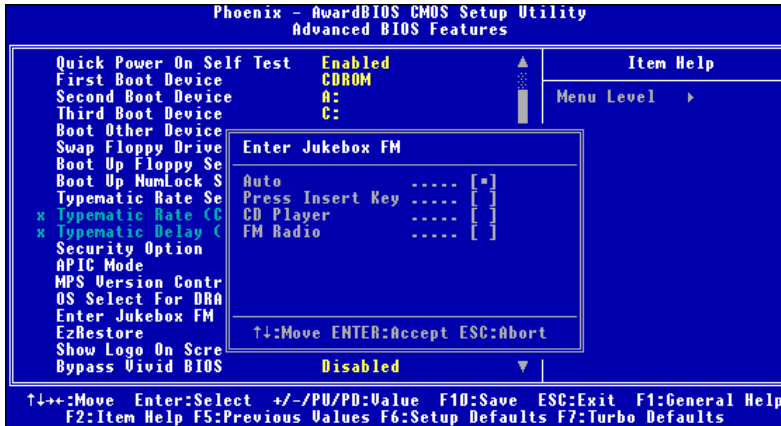 Phoenix - AwardBIOS CMOS Setup Utility
Advanced BIOS Features
Quick Power On Self Test Enabled
First Boot Device CDROM
Second Boot Device A:
Third Boot Device C:
Boot Other Device
Swap Floppy Drive
Boot Up Floppy Se
Boot Up NumLock S
Typematic Rate Se
x Typematic Rate (C
x Typematic Delay (
Security Option
APIC Mode
MPS Version Contr
OS Select For DRA
Enter Jukebox FM
EzRestore
Show Logo On Scre
Bypass Vivid BIOS Disabled
Item Help
Menu Level ▸
Enter Jukebox FM
Auto ..... [▪]
Press Insert Key ..... [ ]
CD Player ..... [ ]
FM Radio ..... [ ]
↑↓:Move ENTER:Accept ESC:Abort
↑↓→←:Move Enter:Select +/-/PU/PD:Value F10:Save ESC:Exit F1:General Help
F2:Item Help F5:Previous Values F6:Setup Defaults F7:Turbo Defaults